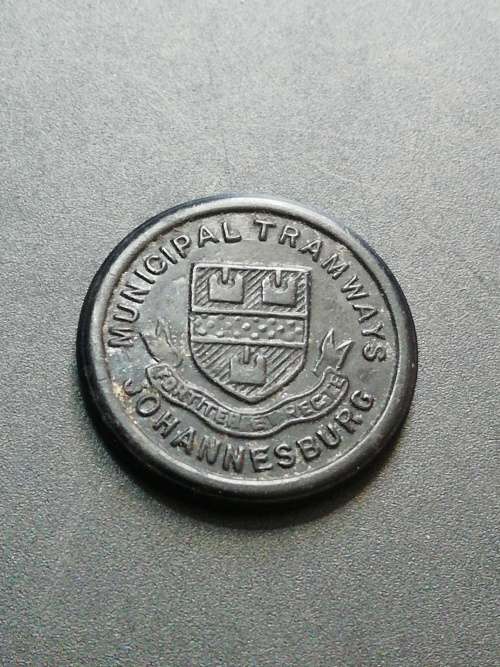 MUNICIPAL TRAMWAYS
FORTITER ET RECTE
JOHANNESBURG